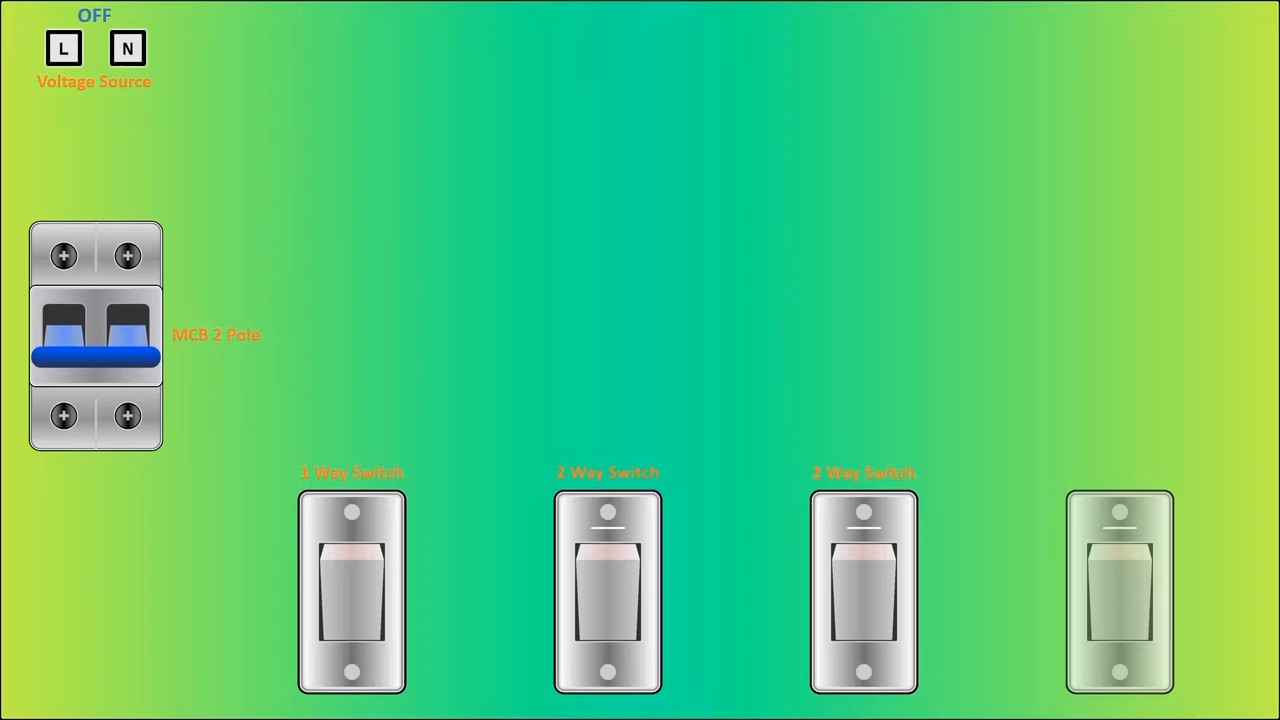 OFF
L N
Voltage Source
MCB 2 Pole
1 Way Switch
2 Way Switch
2 Way Switch